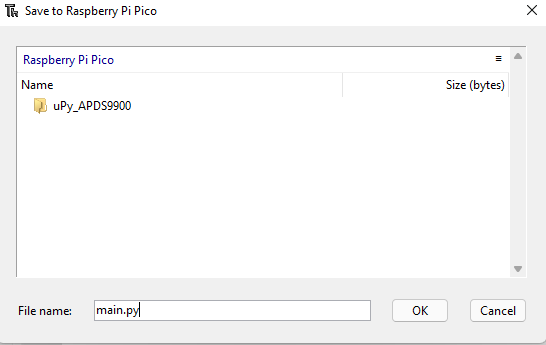 Save to Raspberry Pi Pico
Raspberry Pi Pico
Name Size (bytes)
uPy_APDS9900
File name: main.py OK Cancel